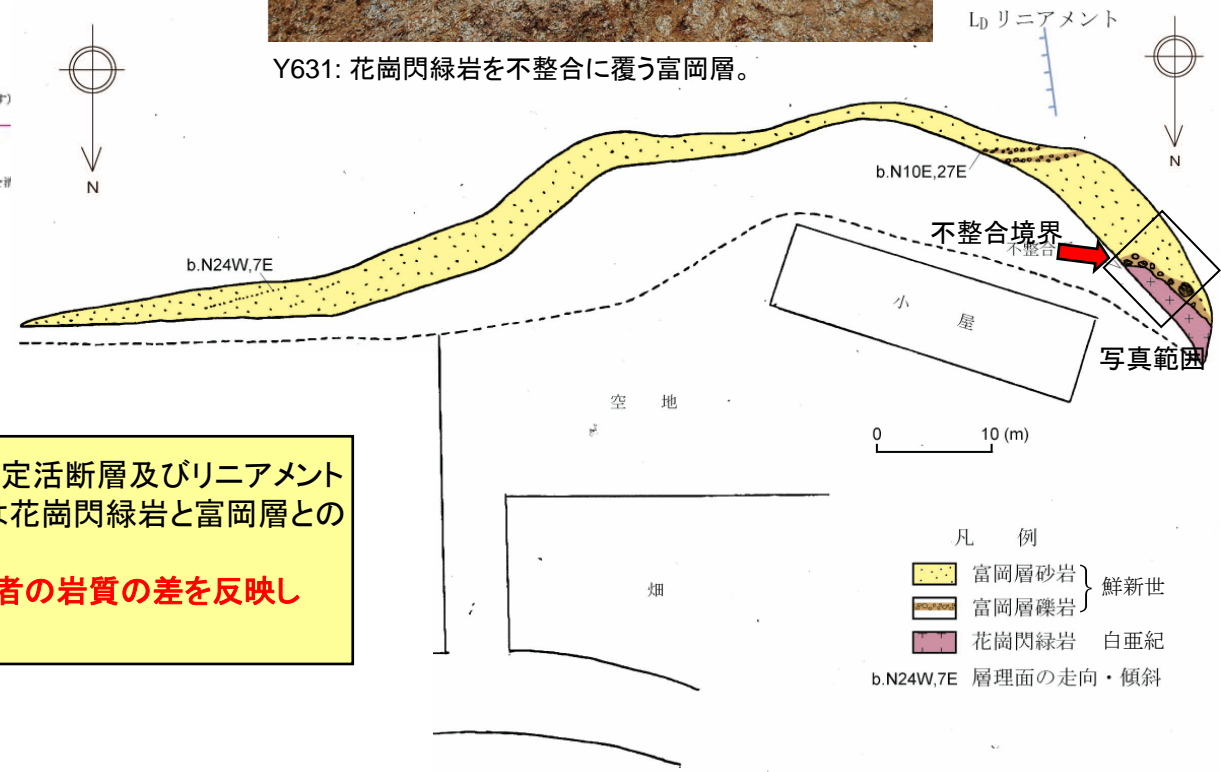 LD リニアメント
Y631: 花崗閃緑岩を不整合に覆う富岡層。
N
N
b.N10E,27E
不整合境界
不整合
b.N24W,7E
小屋
写真範囲
空 地
0 10 (m)
定活断層及びリニアメント
は花崗閃緑岩と富岡層との
者の岩質の差を反映し
畑
凡 例
富岡層砂岩
富岡層礫岩
鮮新世
花崗閃緑岩 白亜紀
b.N24W,7E 層理面の走向・傾斜